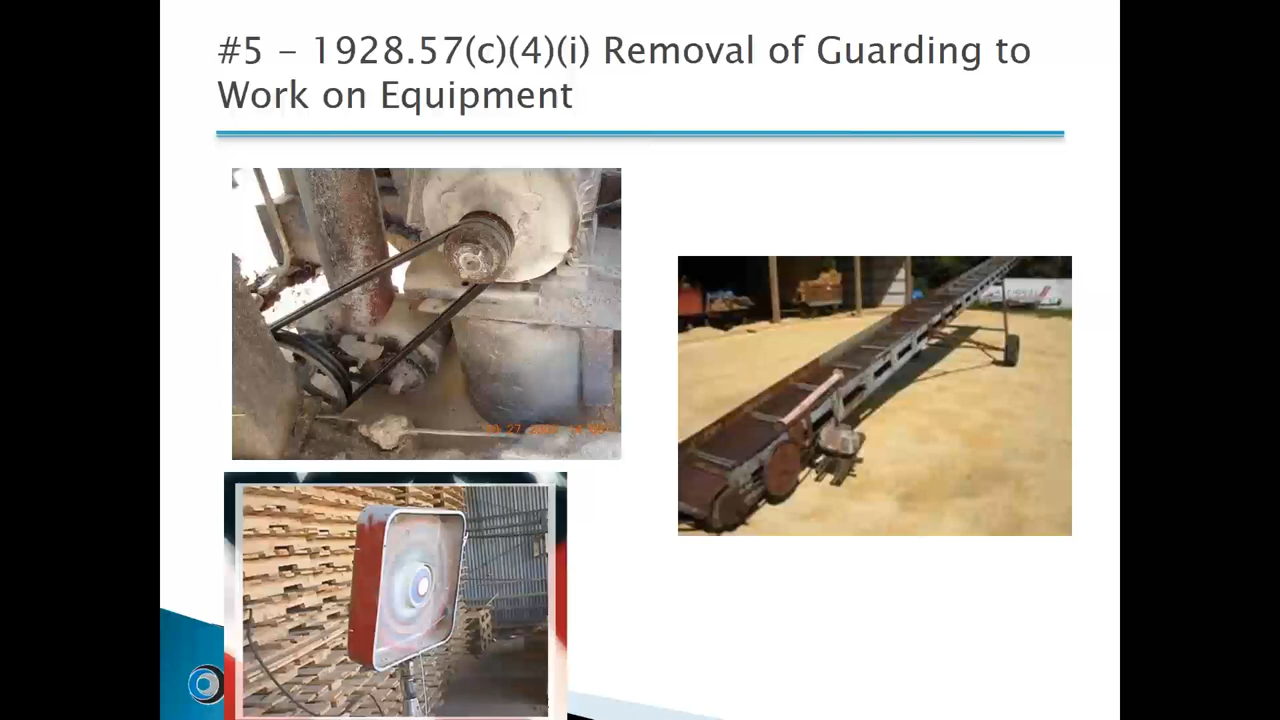 #5 – 1928.57(c)(4)(i) Removal of Guarding to
Work on Equipment